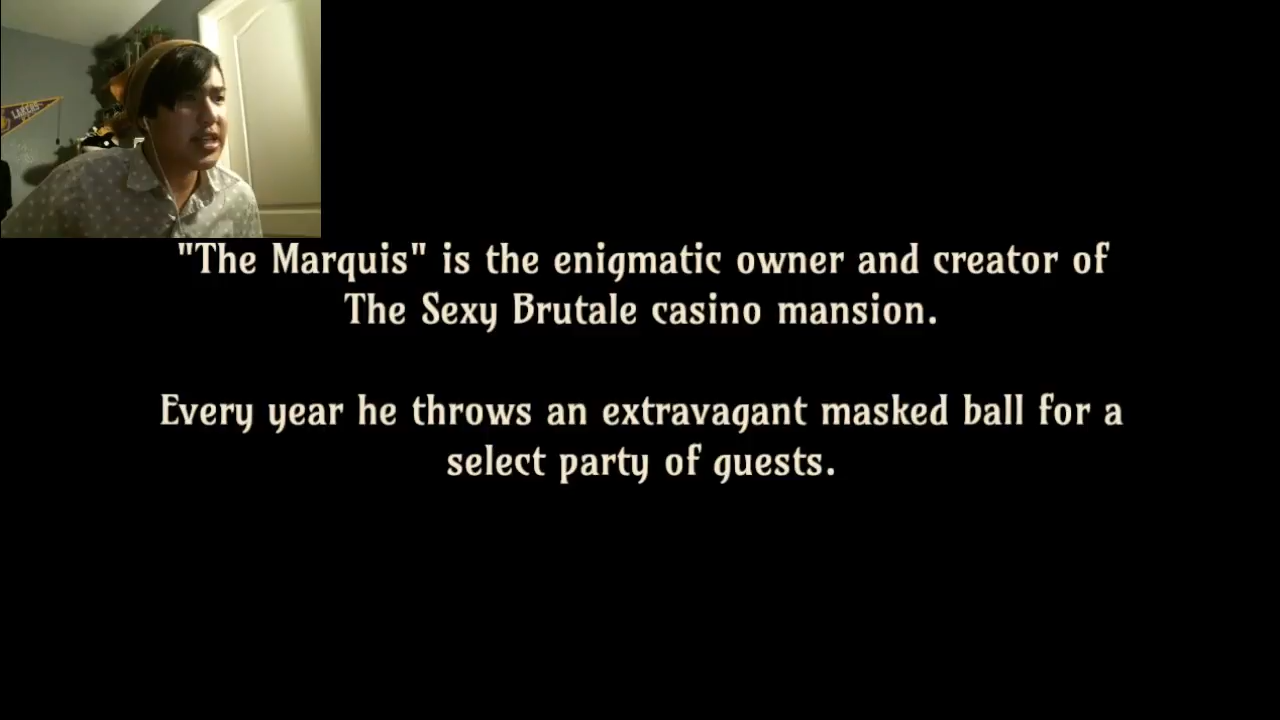 LAKERS
"The Marquis" is the enigmatic owner and creator of
The Sexy Brutale casino mansion.
Every year he throws an extravagant masked ball for a
select party of guests.